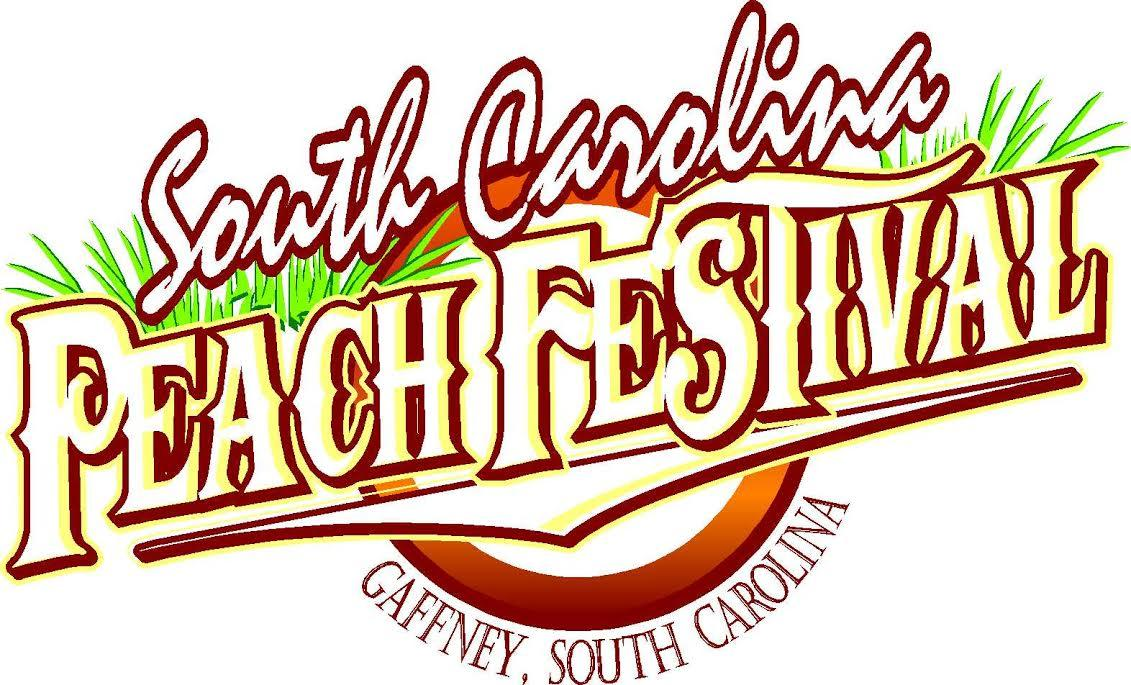 South Carolina
PEACH FESTIVAL
GAFFNEY, SOUTH CAROLINA